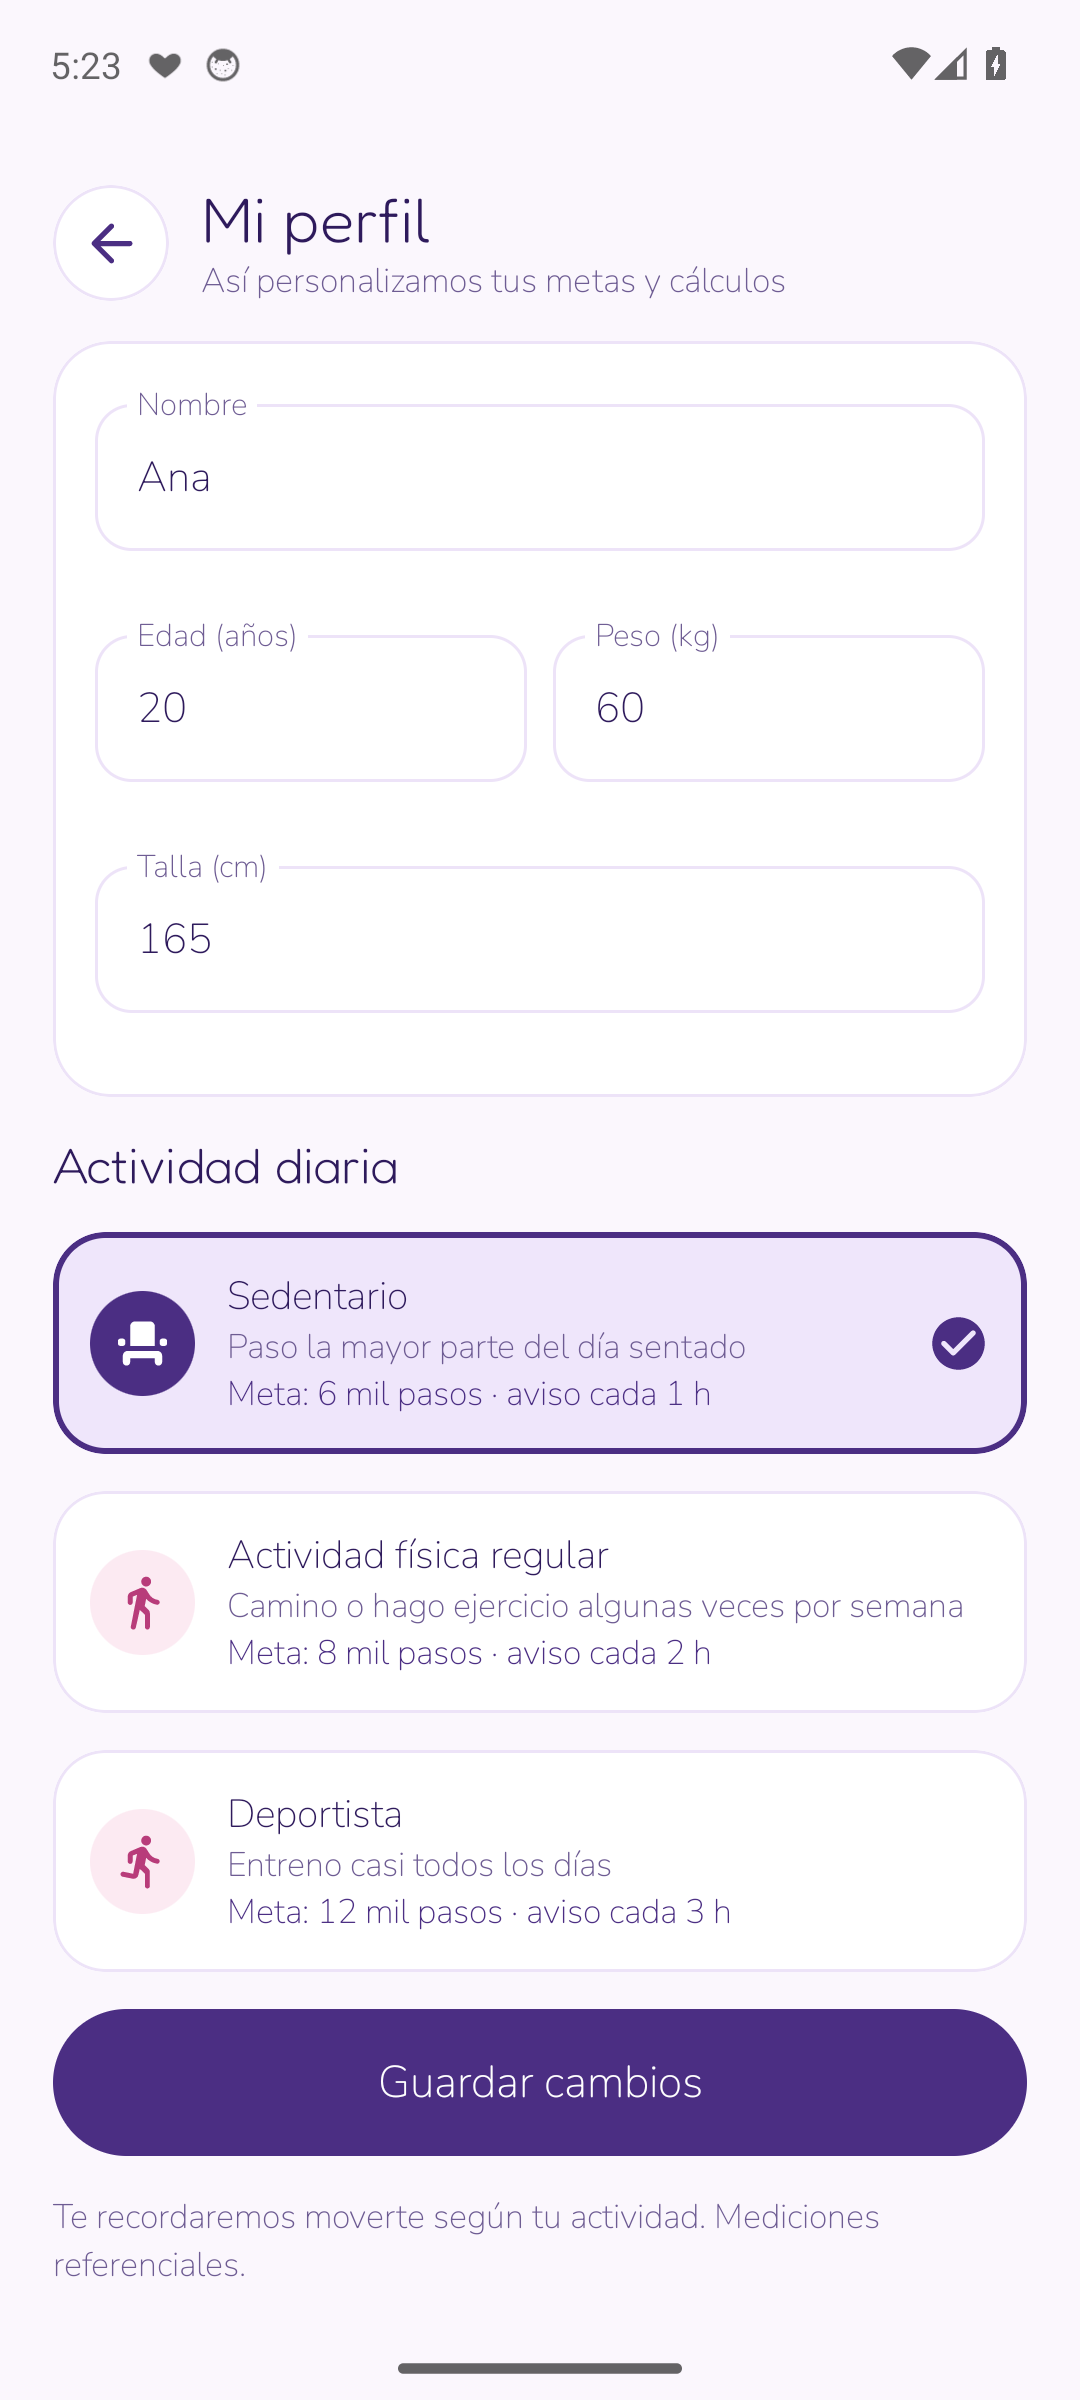 5:23
Mi perfil
Así personalizamos tus metas y cálculos
Nombre
Ana
Edad (años)
20
Peso (kg)
60
Talla (cm)
165
Actividad diaria
Sedentario
Paso la mayor parte del día sentado
Meta: 6 mil pasos · aviso cada 1 h
Actividad física regular
Camino o hago ejercicio algunas veces por semana
Meta: 8 mil pasos · aviso cada 2 h
Deportista
Entreno casi todos los días
Meta: 12 mil pasos · aviso cada 3 h
Guardar cambios
Te recordaremos moverte según tu actividad. Mediciones
referenciales.